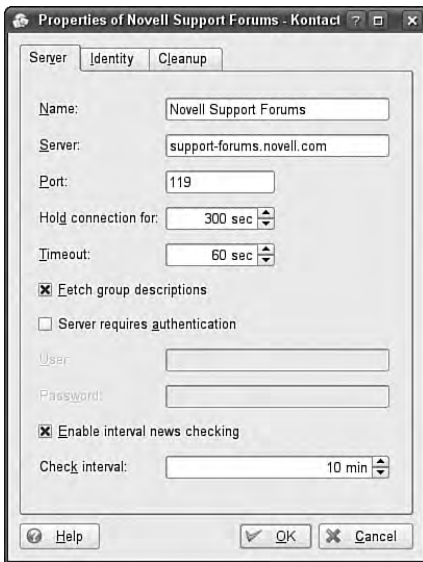 Properties of Novell Support Forums - Kontact ? x
Server Identity Cleanup
Name: Novell Support Forums
Server: support-forums.novell.com
Port: 119
Hold connection for: 300 sec
Timeout: 60 sec
Fetch group descriptions
Server requires authentication
User:
Password:
Enable interval news checking
Check interval: 10 min
Help OK Cancel